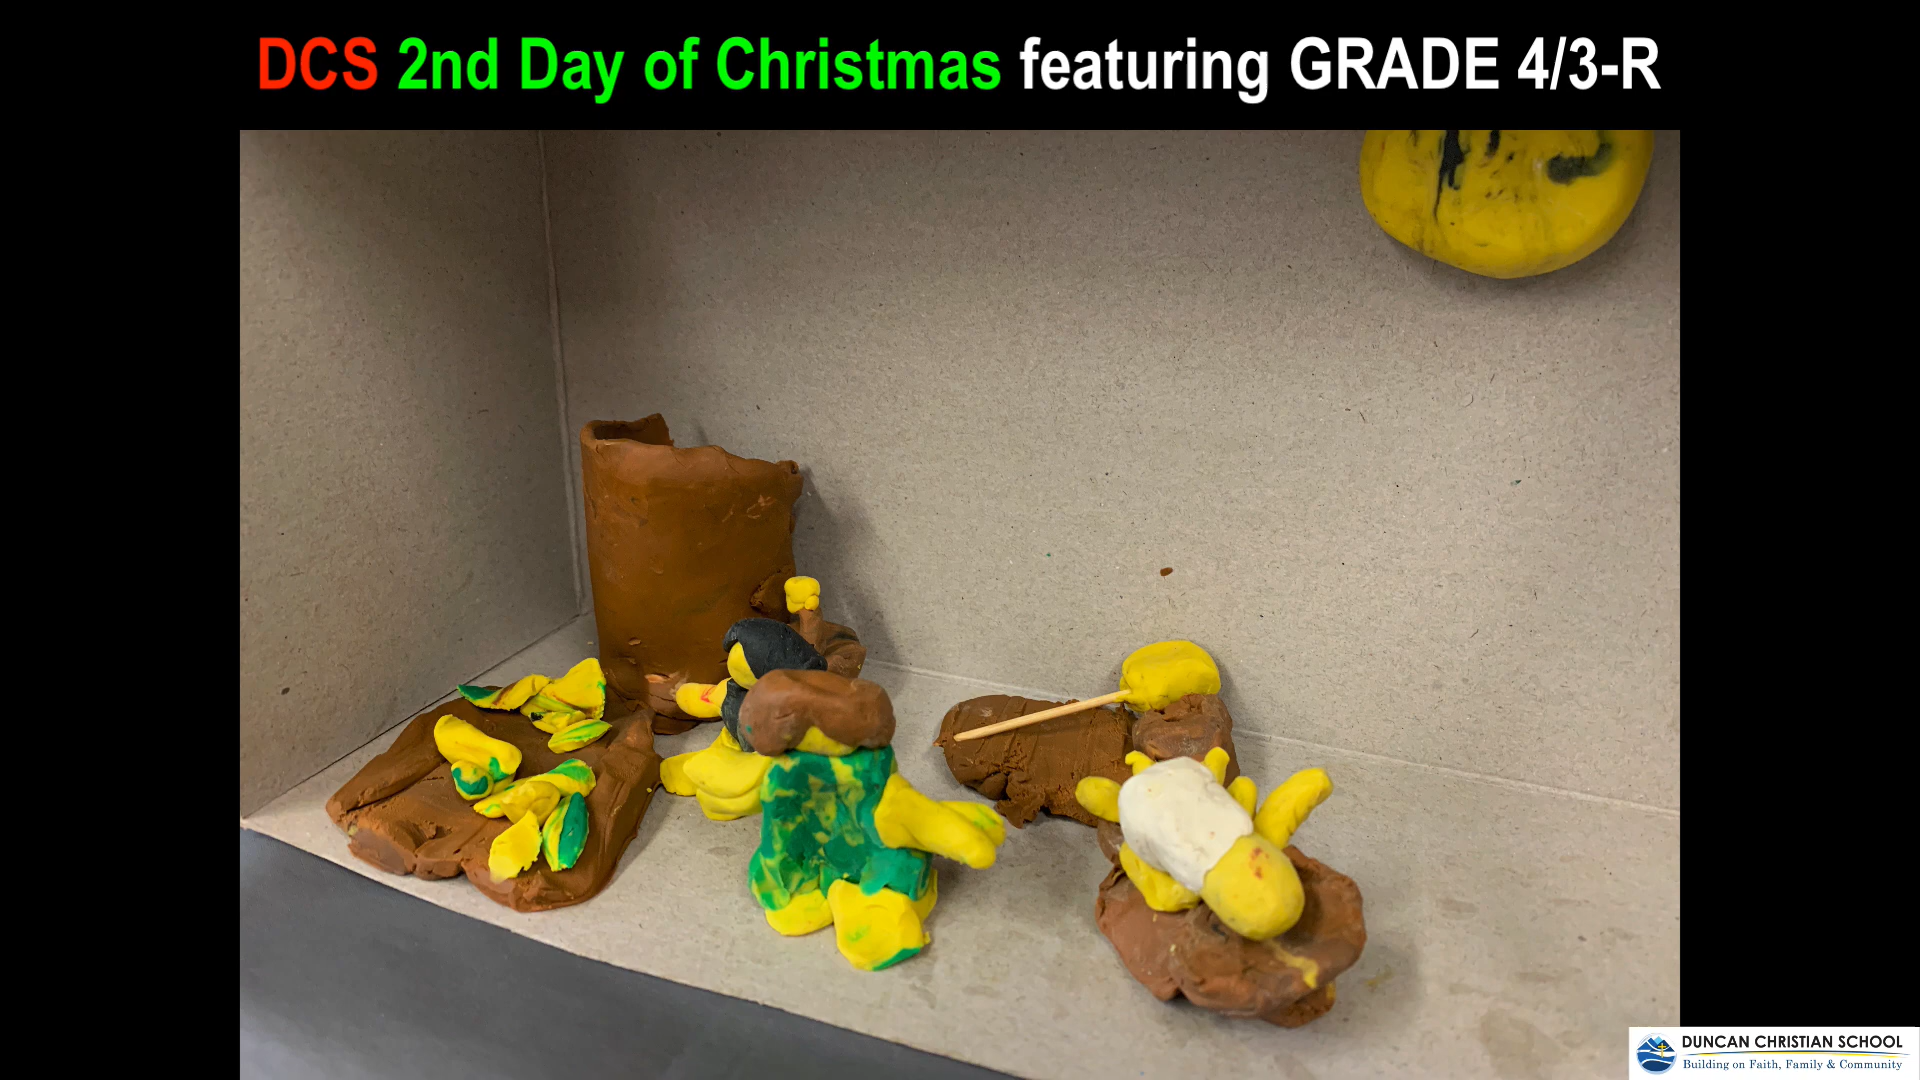 DCS 2nd Day of Christmas featuring GRADE 4/3-R
DUNCAN CHRISTIAN SCHOOL
Building on Faith, Family & Community